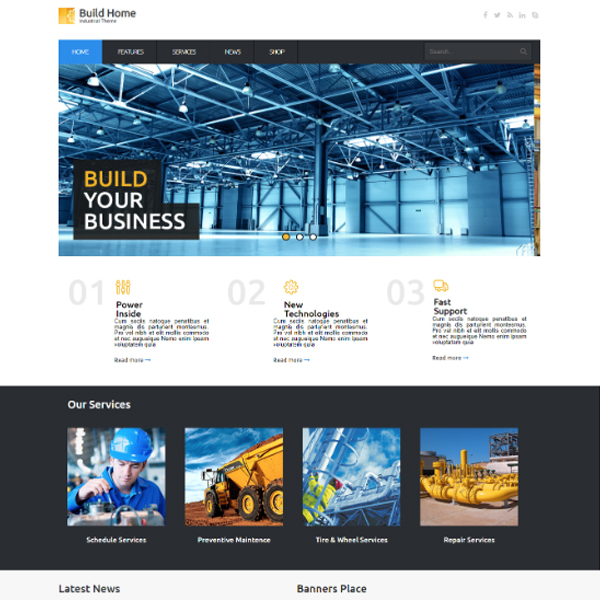 Build Home
Industrial Theme
HOME
FEATURES
SERVICES
NEWS
SHOP
Search...
BUILD
YOUR
BUSINESS
01
Power
Inside
Cum sociis natoque penatibus et
magnis dis parturient montesmus.
Pro vel nibh et elit mollis commodo
et nec augueique Nemo enim ipsam
voluptatem quia
Read more →
02
New
Technologies
Cum sociis natoque penatibus et
magnis dis parturient montesmus.
Pro vel nibh et elit mollis commodo
et nec augueique Nemo enim ipsam
voluptatem quia
Read more →
03
Fast
Support
Cum sociis natoque penatibus et
magnis dis parturient montesmus.
Pro vel nibh et elit mollis commodo
et nec augueique Nemo enim ipsam
voluptatem quia
Read more →
Our Services
Schedule Services
Preventive Maintence
Tire & Wheel Services
Repair Services
Latest News
Banners Place